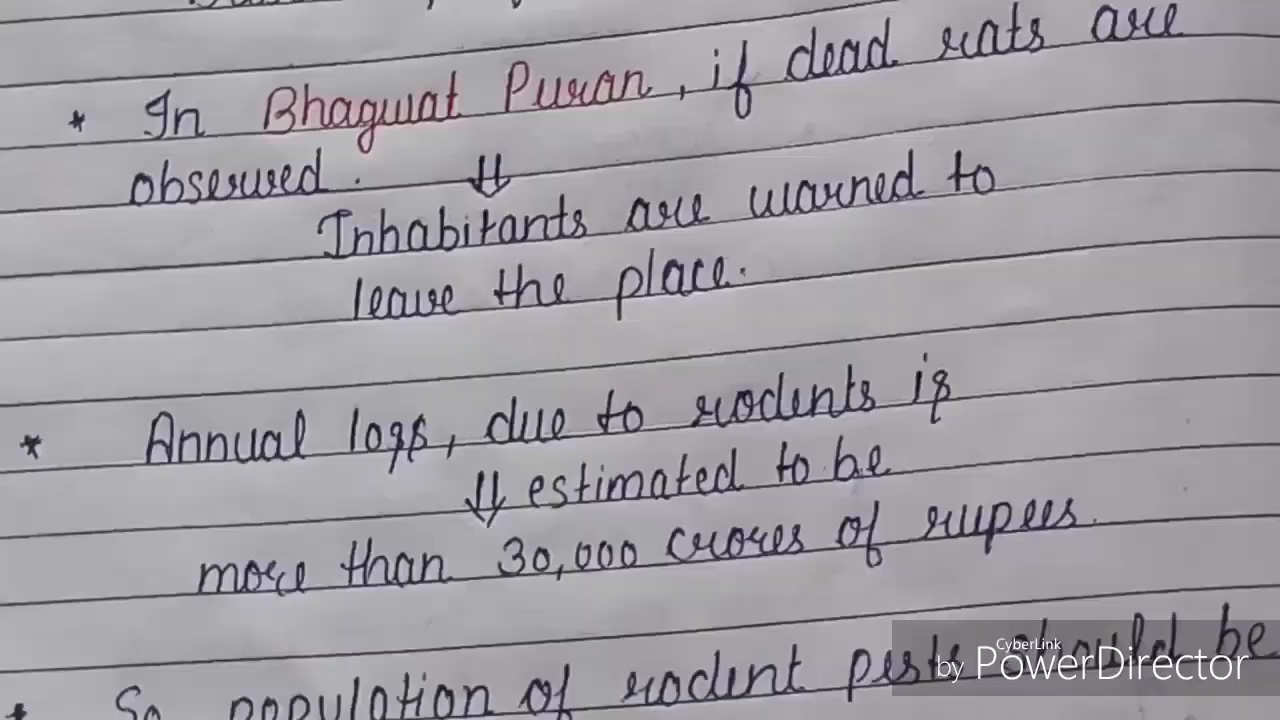 * In Bhagwat Puran, if dead rats are
observed. ⇓
Inhabitants are warned to
leave the place.
* Annual loss, due to rodents is
⇓ estimated to be
more than 30,000 crores of rupees.
* So population of rodent pests should be
CyberLink
by PowerDirector